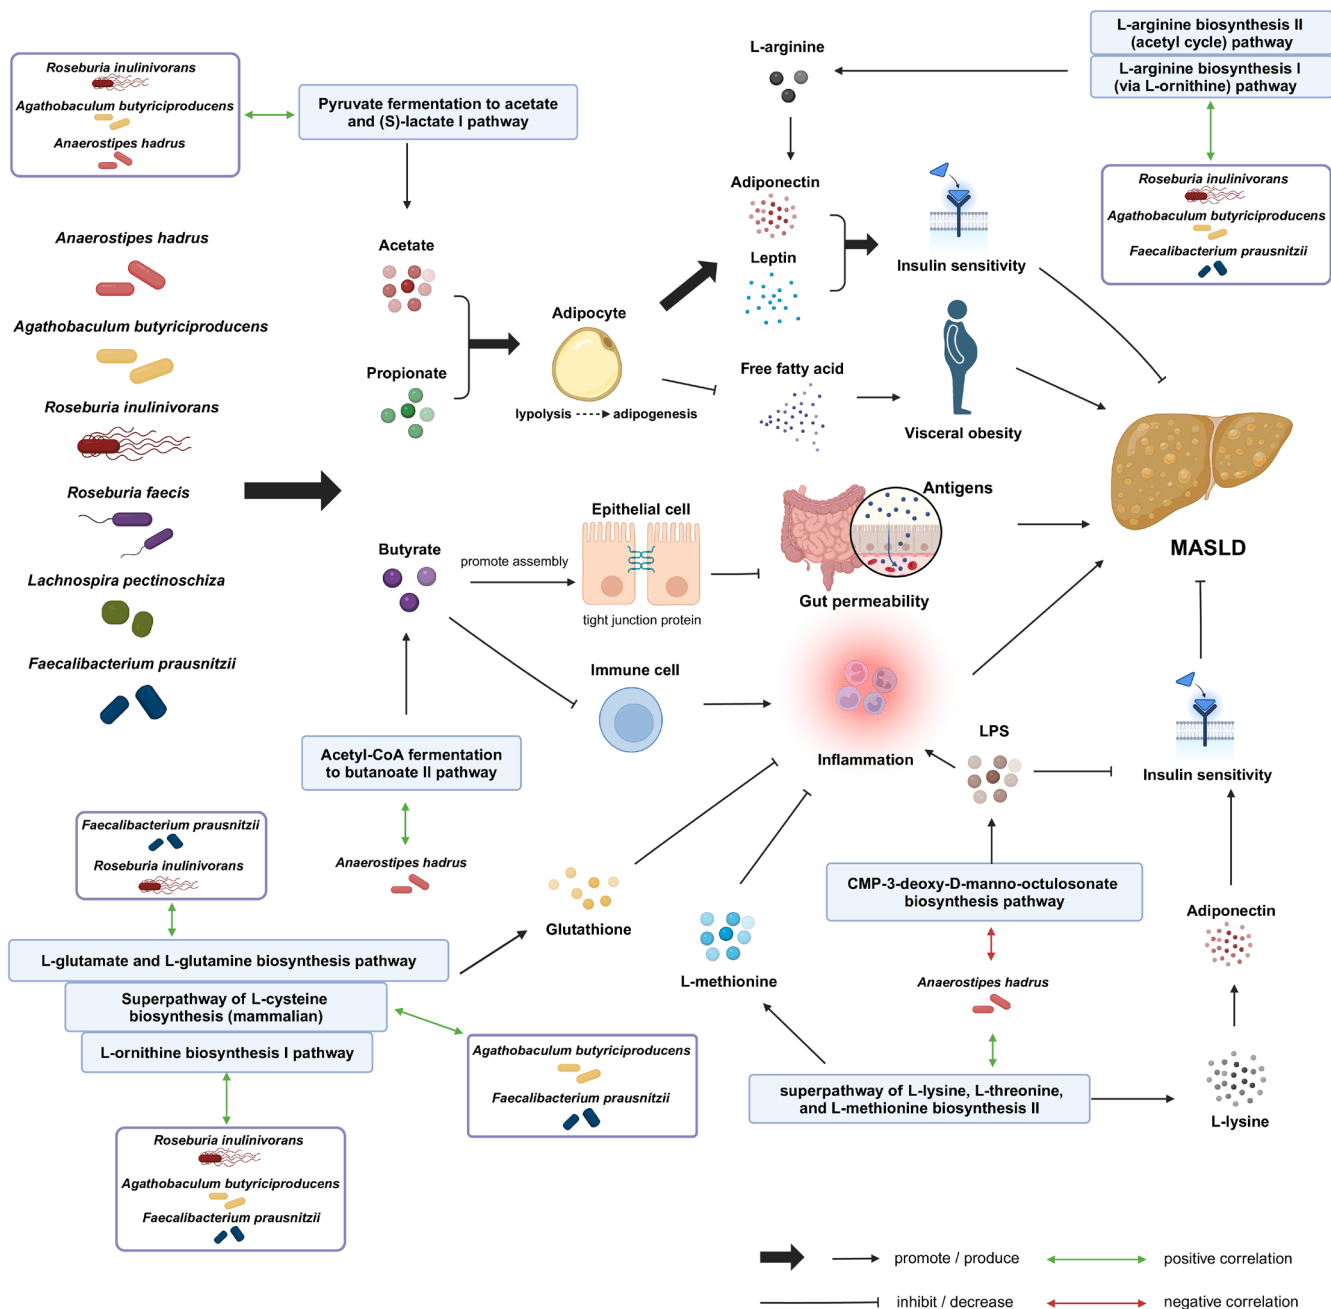 L-arginine biosynthesis II
(acetyl cycle) pathway
L-arginine biosynthesis I
(via L-ornithine) pathway
L-arginine
Roseburia inulinivorans
Agathobaculum butyriciproducens
Anaerostipes hadrus
Pyruvate fermentation to acetate
and (S)-lactate I pathway
Roseburia inulinivorans
Agathobaculum butyriciproducens
Faecalibacterium prausnitzii
Adiponectin
Leptin
Insulin sensitivity
Anaerostipes hadrus
Agathobaculum butyriciproducens
Roseburia inulinivorans
Roseburia faecis
Lachnospira pectinoschiza
Faecalibacterium prausnitzii
Acetate
Propionate
Adipocyte
lypolysis
adipogenesis
Free fatty acid
Visceral obesity
MASLD
Butyrate
promote assembly
Epithelial cell
tight junction protein
Antigens
Gut permeability
Immune cell
Inflammation
LPS
Insulin sensitivity
Acetyl-CoA fermentation
to butanoate II pathway
Anaerostipes hadrus
Faecalibacterium prausnitzii
Roseburia inulinivorans
L-glutamate and L-glutamine biosynthesis pathway
Superpathway of L-cysteine
biosynthesis (mammalian)
L-ornithine biosynthesis I pathway
Glutathione
L-methionine
CMP-3-deoxy-D-manno-octulosonate
biosynthesis pathway
Anaerostipes hadrus
Adiponectin
Agathobaculum butyriciproducens
Faecalibacterium prausnitzii
superpathway of L-lysine, L-threonine,
and L-methionine biosynthesis II
L-lysine
Roseburia inulinivorans
Agathobaculum butyriciproducens
Faecalibacterium prausnitzii
promote / produce
positive correlation
inhibit / decrease
negative correlation